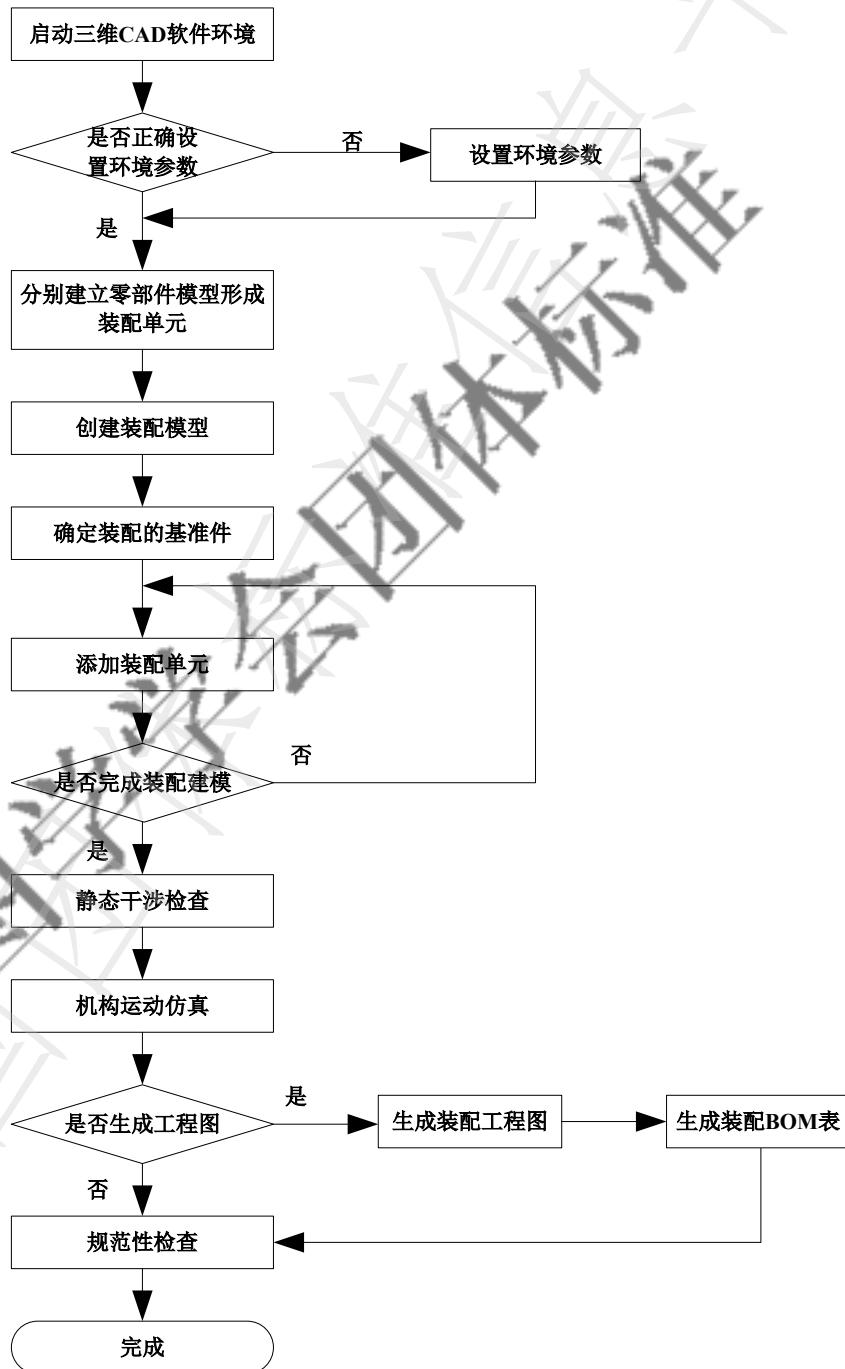 启动三维CAD软件环境
是否正确设
置环境参数
否
设置环境参数
是
分别建立零部件模型形成
装配单元
创建装配模型
确定装配的基准件
添加装配单元
是否完成装配建模
否
是
静态干涉检查
机构运动仿真
是否生成工程图
是
生成装配工程图
生成装配BOM表
否
规范性检查
完成
学会团体标准